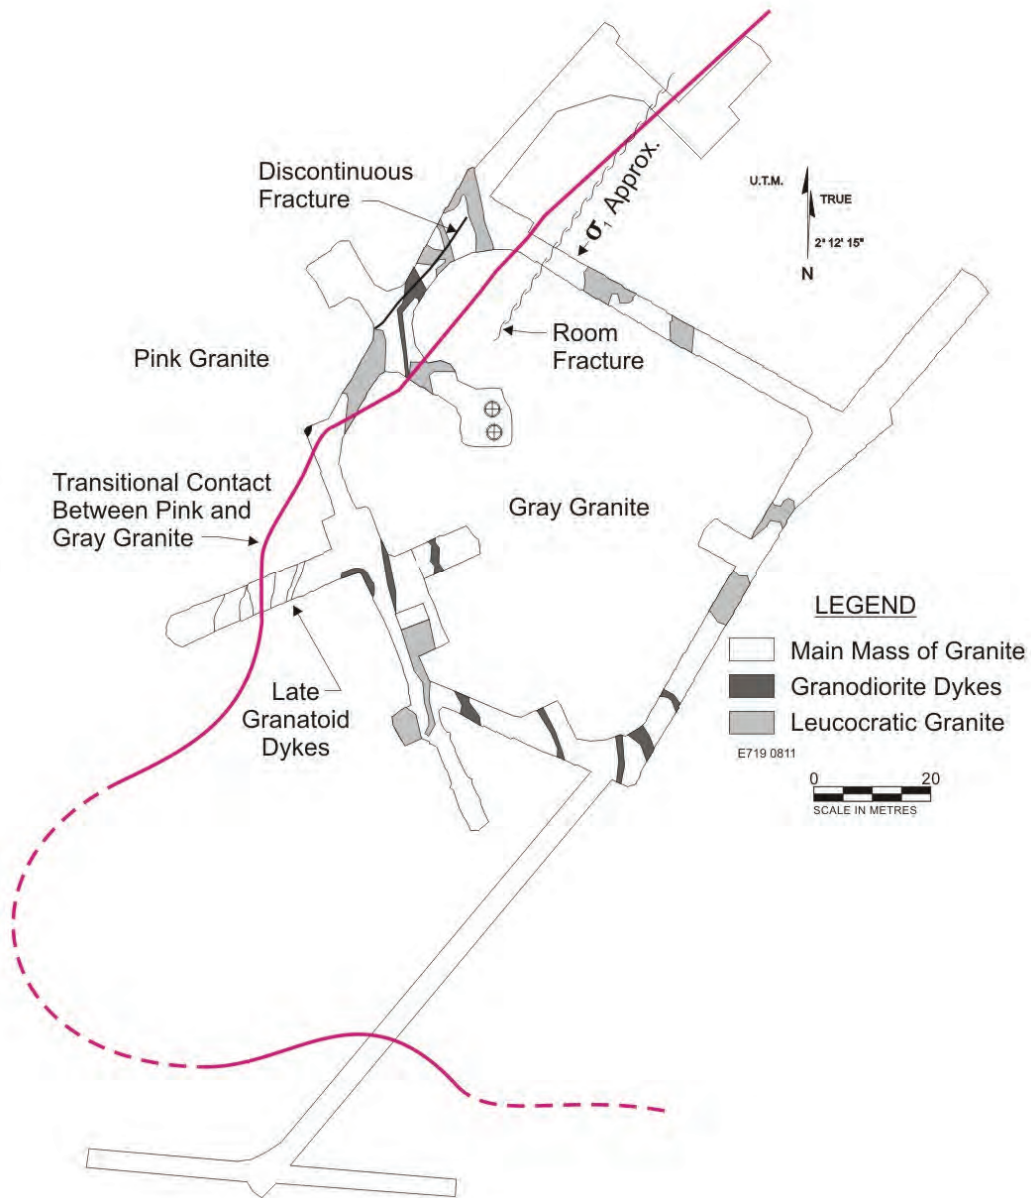 Discontinuous
Fracture
σ1 Approx.
U.T.M.
TRUE
2° 12' 15"
N
Room
Fracture
Pink Granite
Transitional Contact
Between Pink and
Gray Granite
Gray Granite
Late
Granatoid
Dykes
LEGEND
Main Mass of Granite
Granodiorite Dykes
Leucocratic Granite
E719 0811
0 20
SCALE IN METRES